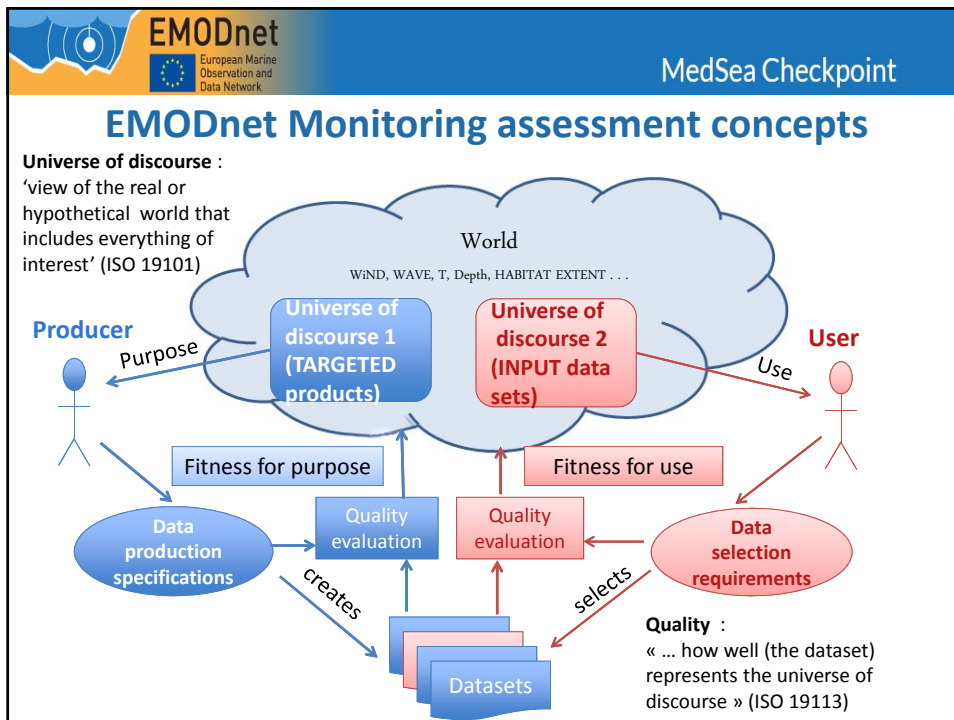 EMODnet
European Marine
Observation and
Data Network
MedSea Checkpoint
EMODnet Monitoring assessment concepts
Universe of discourse :
‘view of the real or
hypothetical world that
includes everything of
interest’ (ISO 19101)
World
WiND, WAVE, T, Depth, HABITAT EXTENT . . .
Producer
Purpose
Universe of
discourse 1
(TARGETED
products)
Universe of
discourse 2
(INPUT data
sets)
Use
User
Fitness for purpose
Fitness for use
Data
production
specifications
Quality
evaluation
Quality
evaluation
Data
selection
requirements
creates
selects
Datasets
Quality :
« … how well (the dataset)
represents the universe of
discourse » (ISO 19113)